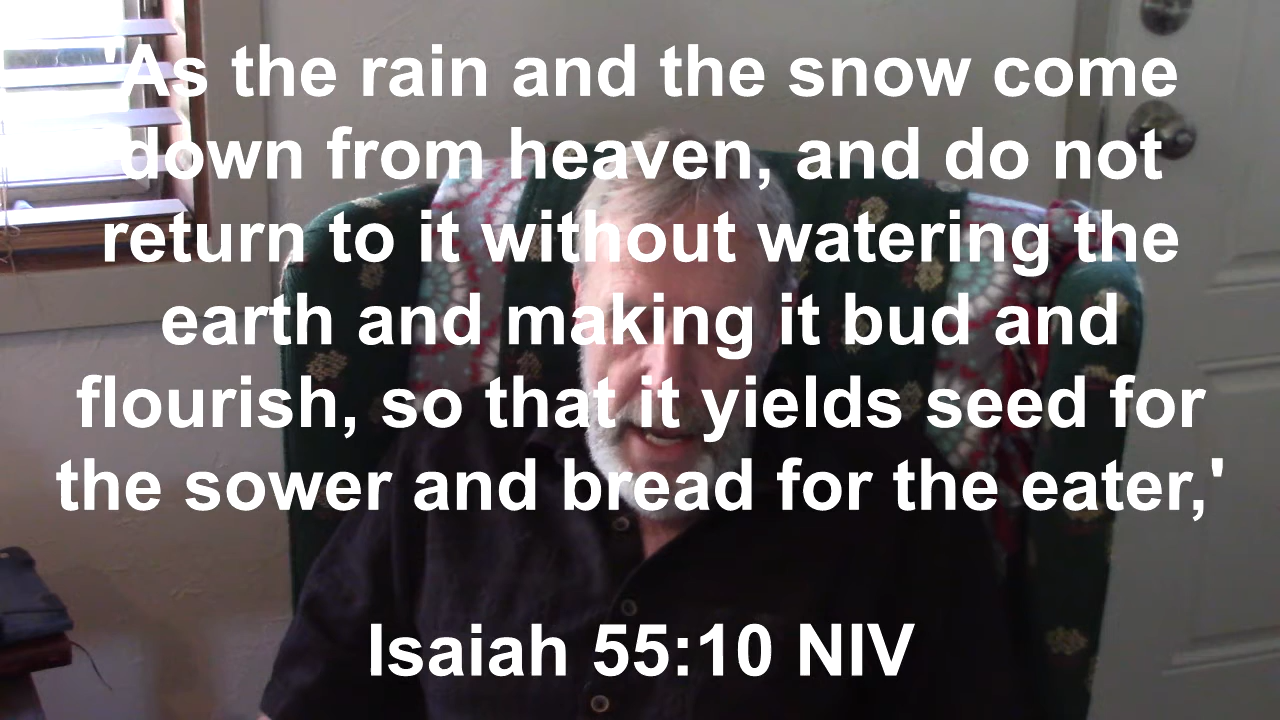 'As the rain and the snow come
down from heaven, and do not
return to it without watering the
earth and making it bud and
flourish, so that it yields seed for
the sower and bread for the eater,'
Isaiah 55:10 NIV